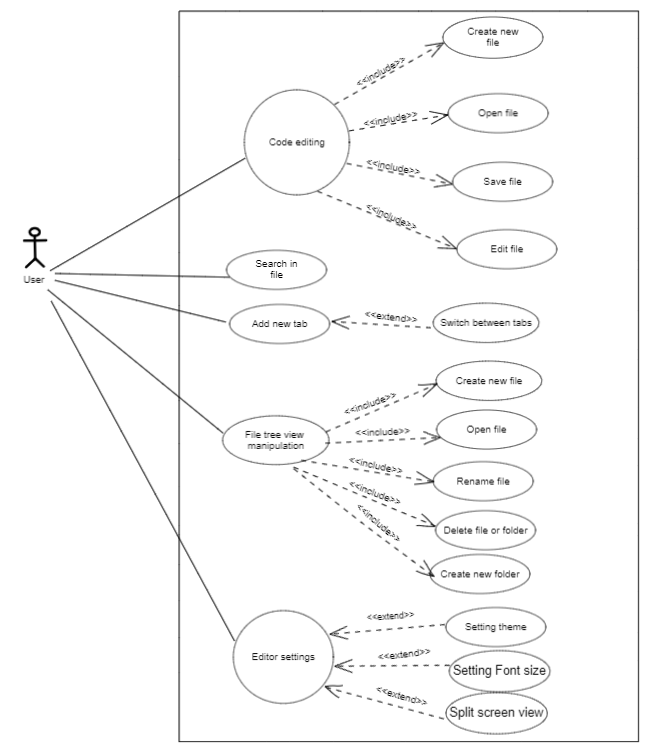 Create new
file
<<include>>
<<include>>
Open file
Code editing
<<include>>
Save file
<<include>>
Edit file
User
Search in
file
Add new tab
<<extend>>
Switch between tabs
Create new file
<<include>>
<<include>>
Open file
File tree view
manipulation
<<include>>
Rename file
<<include>>
Delete file or folder
<<include>>
Create new folder
<<extend>>
Setting theme
Editor settings
<<extend>>
Setting Font size
<<extend>>
Split screen view